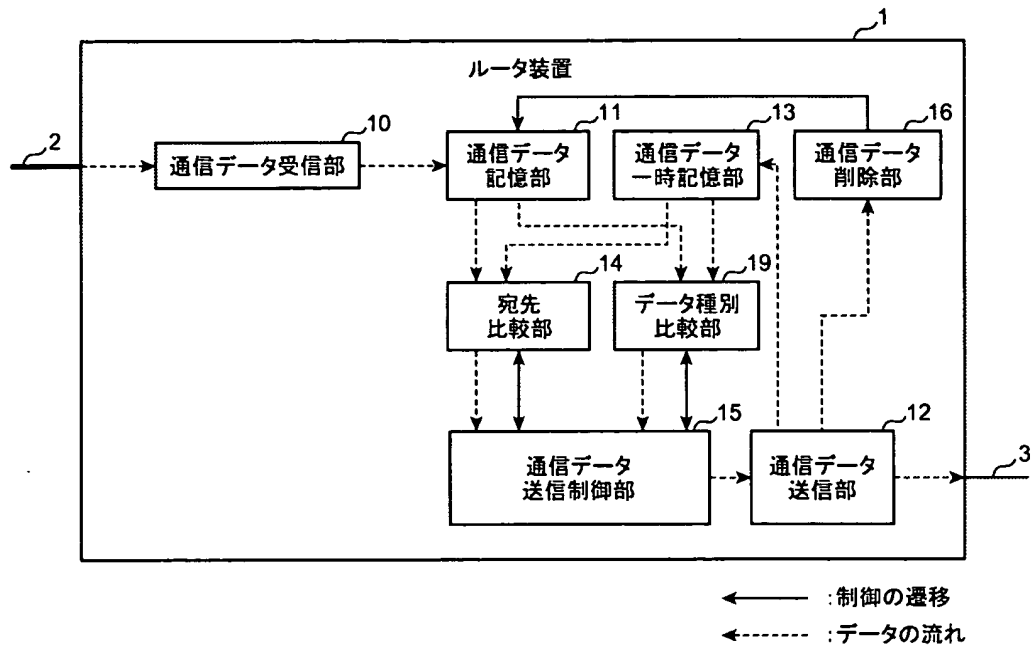 1
ルータ装置
2
10
通信データ受信部
11
通信データ
記憶部
13
通信データ
一時記憶部
16
通信データ
削除部
14
宛先
比較部
19
データ種別
比較部
15
通信データ
送信制御部
12
通信データ
送信部
3
:制御の遷移
:データの流れ